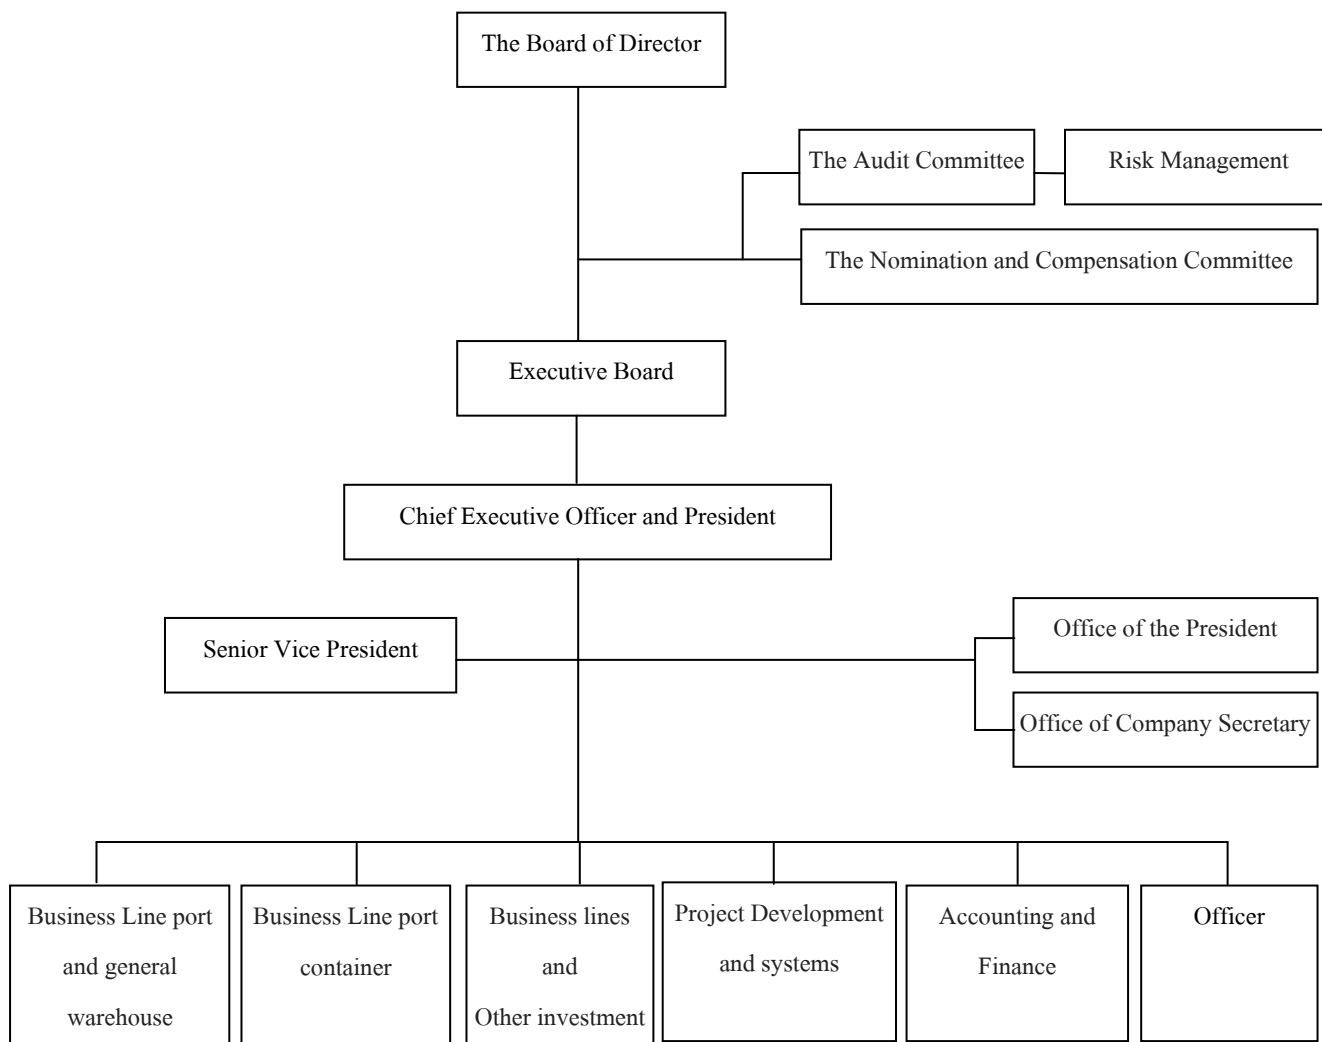 The Board of Director
The Audit Committee
Risk Management
The Nomination and Compensation Committee
Executive Board
Chief Executive Officer and President
Senior Vice President
Office of the President
Office of Company Secretary
Business Line port
and general
warehouse
Business Line port
container
Business lines
and
Other investment
Project Development
and systems
Accounting and
Finance
Officer